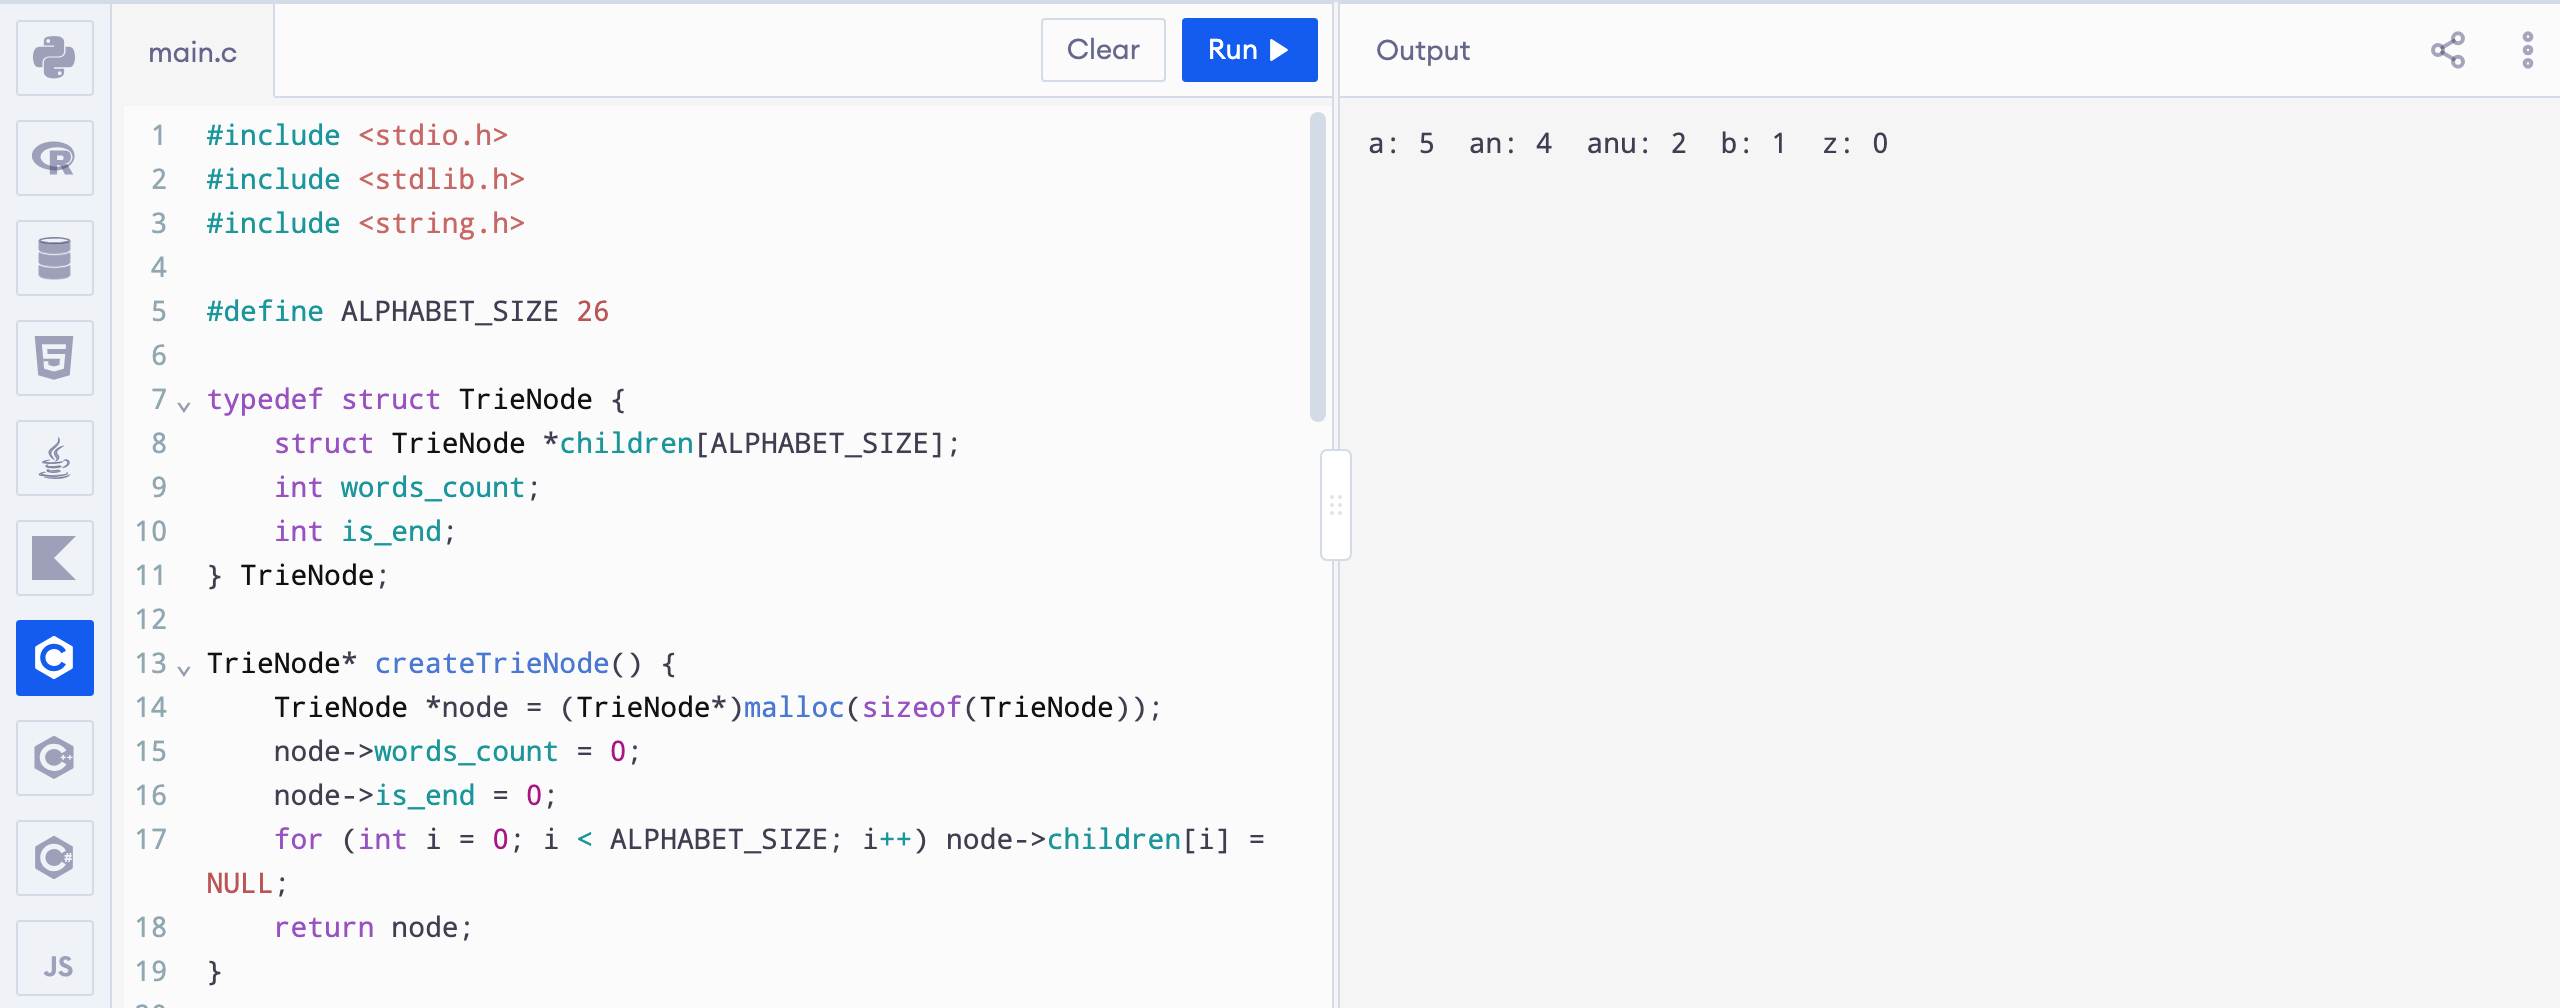 main.c
Clear
Run
Output
1 #include <stdio.h>
2 #include <stdlib.h>
3 #include <string.h>
4
5 #define ALPHABET_SIZE 26
6
7 typedef struct TrieNode {
8     struct TrieNode *children[ALPHABET_SIZE];
9     int words_count;
10     int is_end;
11 } TrieNode;
12
13 TrieNode* createTrieNode() {
14     TrieNode *node = (TrieNode*)malloc(sizeof(TrieNode));
15     node->words_count = 0;
16     node->is_end = 0;
17     for (int i = 0; i < ALPHABET_SIZE; i++) node->children[i] =
NULL;
18     return node;
19 }
a: 5  an: 4  anu: 2  b: 1  z: 0
R
5
C
C++
C#
JS